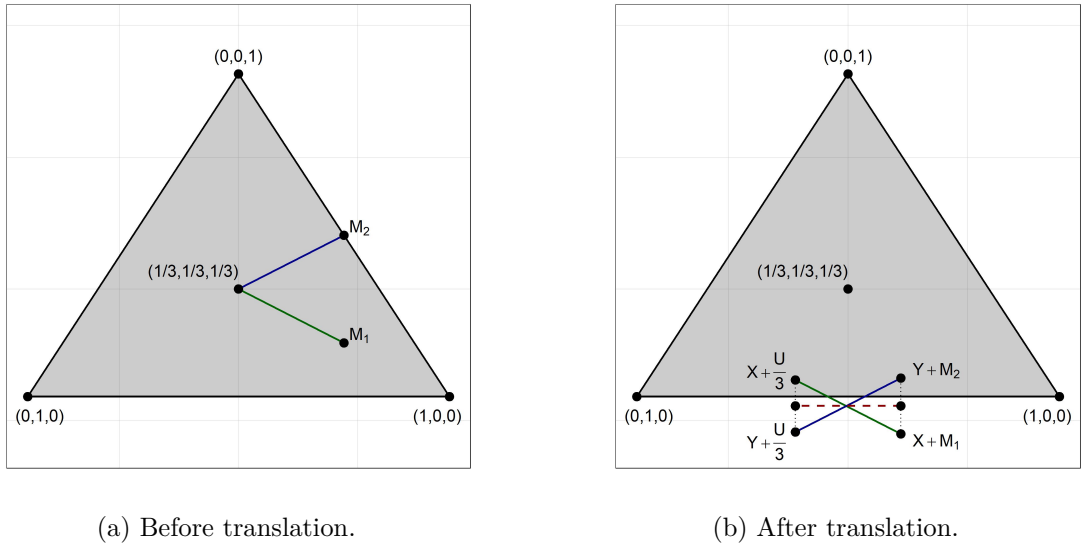 (0,0,1)
M₂
(1/3,1/3,1/3)
M₁
(0,1,0)
(1,0,0)
(a) Before translation.
(0,0,1)
(1/3,1/3,1/3)
X+U/3
Y+M₂
(0,1,0)
(1,0,0)
Y+U/3
X+M₁
(b) After translation.